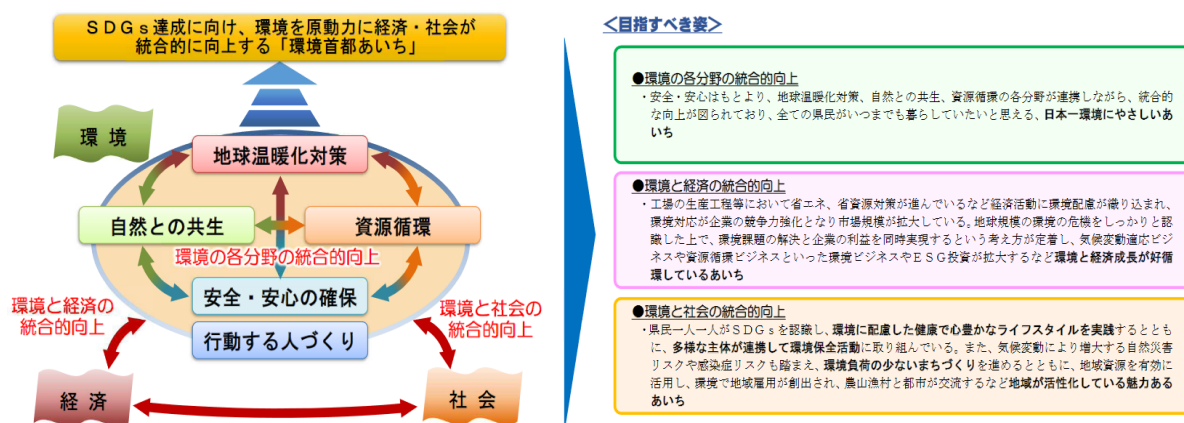 SDGs達成に向け、環境を原動力に経済・社会が
統合的に向上する「環境首都あいち」
環 境
地球温暖化対策
自然との共生
資源循環
環境の各分野の統合的向上
安全・安心の確保
行動する人づくり
環境と経済の
統合的向上
環境と社会の
統合的向上
経 済
社 会
＜目指すべき姿＞
●環境の各分野の統合的向上
・安全・安心はもとより、地球温暖化対策、自然との共生、資源循環の各分野が連携しながら、統合的
な向上が図られており、全ての県民がいつまでも暮らしていたいと思える、日本一環境にやさしいあ
いち
●環境と経済の統合的向上
・工場の生産工程等において省エネ、省資源対策が進んでいるなど経済活動に環境配慮が織り込まれ、
環境対応が企業の競争力強化となり市場規模が拡大している。地球規模の環境の危機をしっかりと認
識した上で、環境課題の解決と企業の利益を同時実現するという考え方が定着し、気候変動適応ビジ
ネスや資源循環ビジネスといった環境ビジネスやESG投資が拡大するなど環境と経済成長が好循
環しているあいち
●環境と社会の統合的向上
・県民一人一人がSDGsを認識し、環境に配慮した健康で心豊かなライフスタイルを実践するととも
に、多様な主体が連携して環境保全活動に取り組んでいる。また、気候変動により増大する自然災害
リスクや感染症リスクも踏まえ、環境負荷の少ないまちづくりを進めるとともに、地域資源を有効に
活用し、環境で地域雇用が創出され、農山漁村と都市が交流するなど地域が活性化している魅力ある
あいち